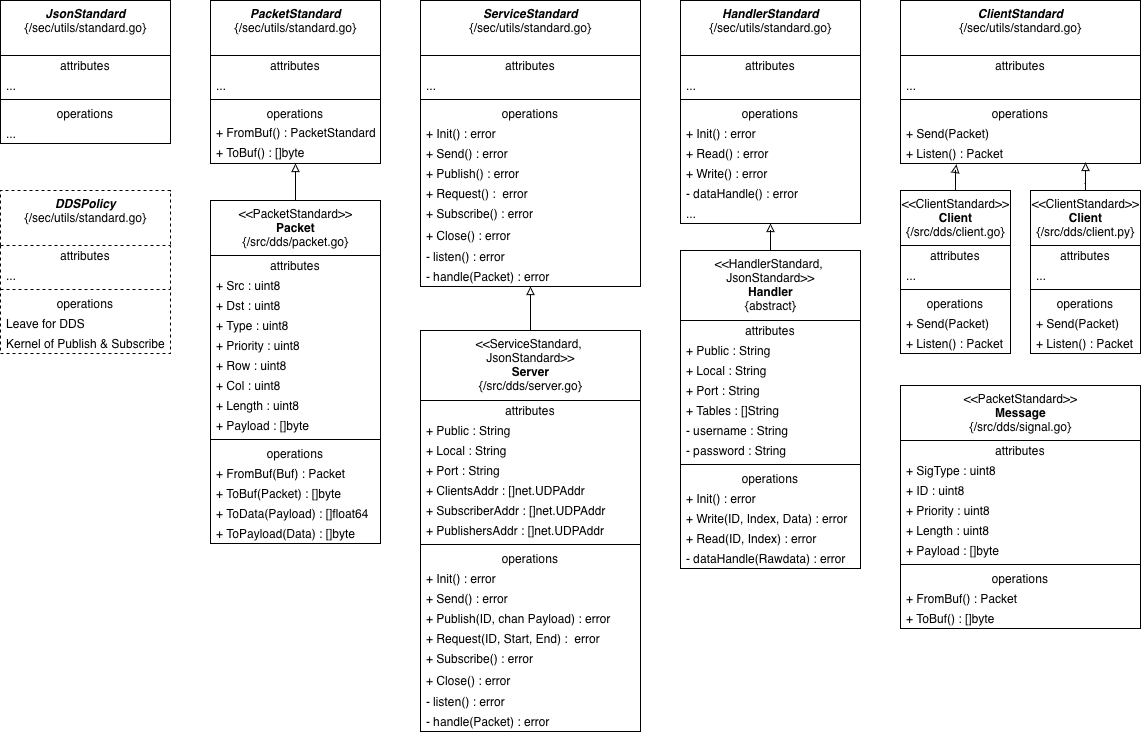 JsonStandard
{/sec/utils/standard.go}
attributes
...
operations
...
DDSPolicy
{/sec/utils/standard.go}
attributes
...
operations
Leave for DDS
Kernel of Publish & Subscribe
PacketStandard
{/sec/utils/standard.go}
attributes
...
operations
+ FromBuf() : PacketStandard
+ ToBuf() : []byte
<<PacketStandard>>
Packet
{/src/dds/packet.go}
attributes
+ Src : uint8
+ Dst : uint8
+ Type : uint8
+ Priority : uint8
+ Row : uint8
+ Col : uint8
+ Length : uint8
+ Payload : []byte
operations
+ FromBuf(Buf) : Packet
+ ToBuf(Packet) : []byte
+ ToData(Payload) : []float64
+ ToPayload(Data) : []byte
ServiceStandard
{/sec/utils/standard.go}
attributes
...
operations
+ Init() : error
+ Send() : error
+ Publish() : error
+ Request() :  error
+ Subscribe() : error
+ Close() : error
- listen() : error
- handle(Packet) : error
<<ServiceStandard,
JsonStandard>>
Server
{/src/dds/server.go}
attributes
+ Public : String
+ Local : String
+ Port : String
+ ClientsAddr : []net.UDPAddr
+ SubscriberAddr : []net.UDPAddr
+ PublishersAddr : []net.UDPAddr
operations
+ Init() : error
+ Send() : error
+ Publish(ID, chan Payload) : error
+ Request(ID, Start, End) :  error
+ Subscribe() : error
+ Close() : error
- listen() : error
- handle(Packet) : error
HandlerStandard
{/sec/utils/standard.go}
attributes
...
operations
+ Init() : error
+ Read() : error
+ Write() : error
- dataHandle() : error
...
<<HandlerStandard,
JsonStandard>>
Handler
{abstract}
attributes
+ Public : String
+ Local : String
+ Port : String
+ Tables : []String
- username : String
- password : String
operations
+ Init() : error
+ Write(ID, Index, Data) : error
+ Read(ID, Index) : error
- dataHandle(Rawdata) : error
ClientStandard
{/sec/utils/standard.go}
attributes
...
operations
+ Send(Packet)
+ Listen() : Packet
<<ClientStandard>>
Client
{/src/dds/client.go}
attributes
...
operations
+ Send(Packet)
+ Listen() : Packet
<<ClientStandard>>
Client
{/src/dds/client.py}
attributes
...
operations
+ Send(Packet)
+ Listen() : Packet
<<PacketStandard>>
Message
{/src/dds/signal.go}
attributes
+ SigType : uint8
+ ID : uint8
+ Priority : uint8
+ Length : uint8
+ Payload : []byte
operations
+ FromBuf() : Packet
+ ToBuf() : []byte